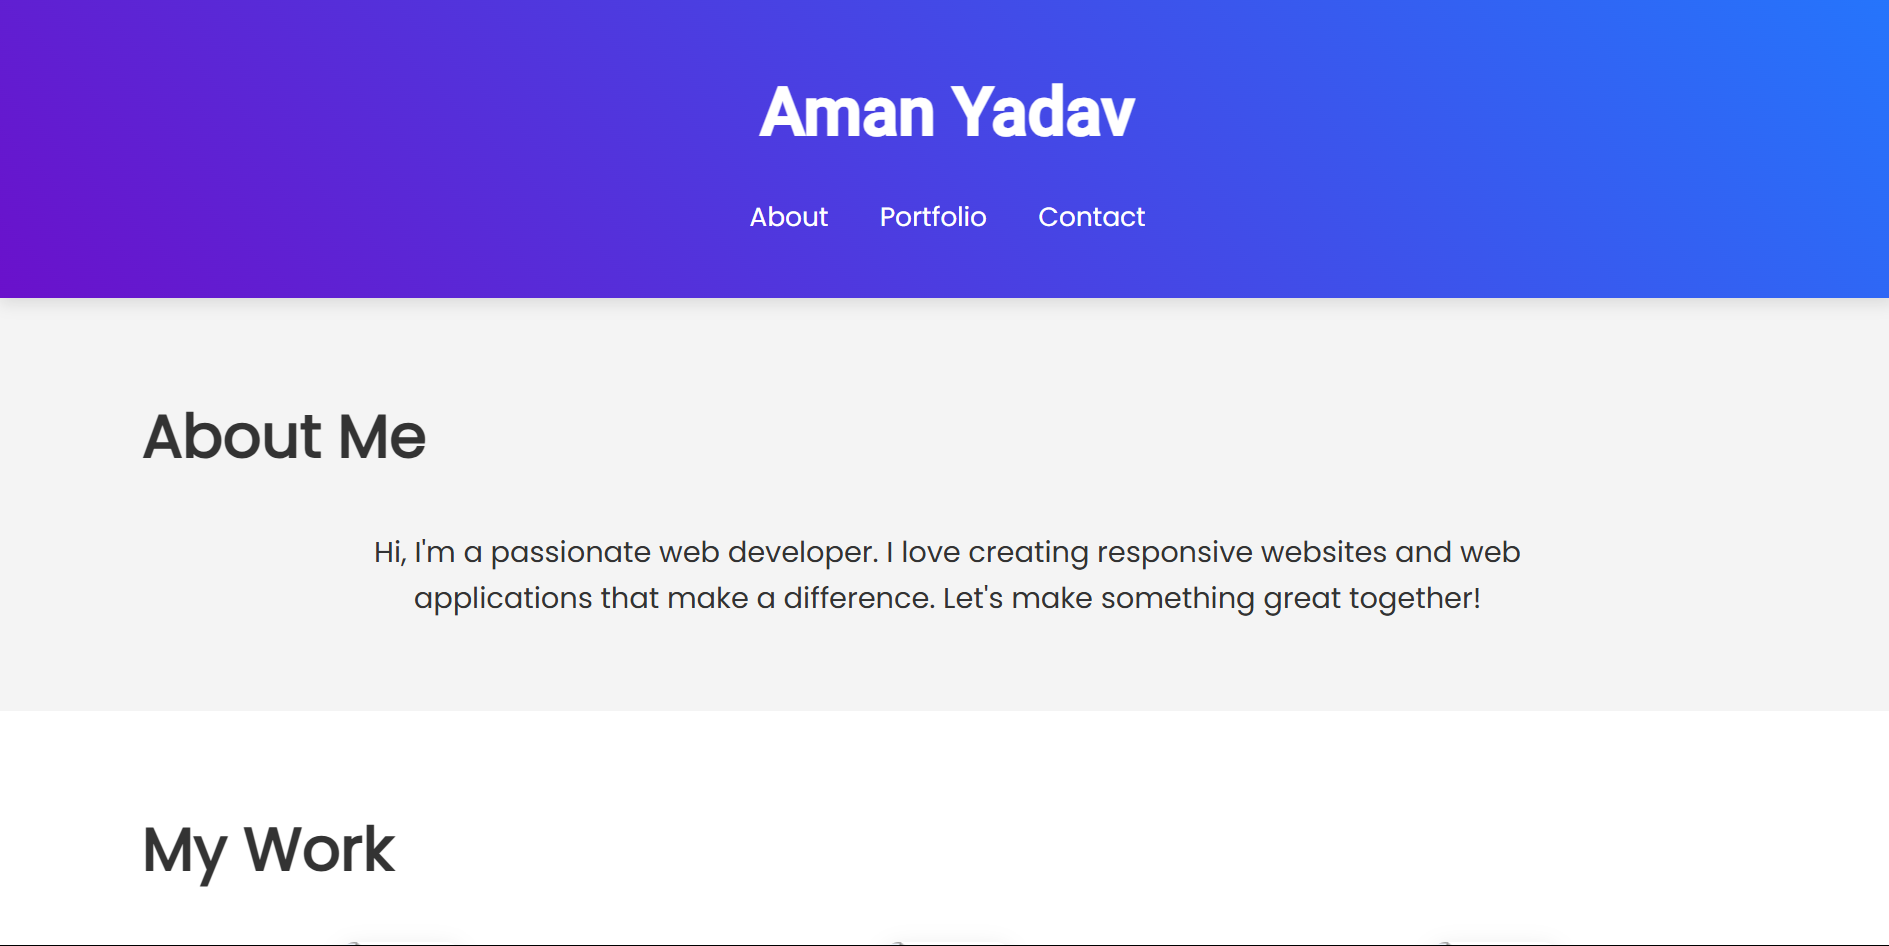 Aman Yadav
About Portfolio Contact
About Me
Hi, I'm a passionate web developer. I love creating responsive websites and web
applications that make a difference. Let's make something great together!
My Work